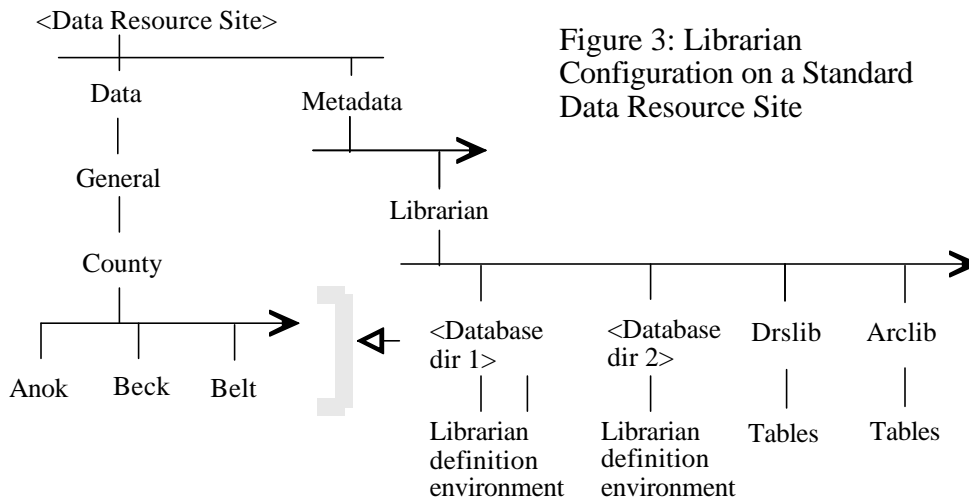 <Data Resource Site>
Figure 3: Librarian
Configuration on a Standard
Data Resource Site
Data
Metadata
General
Librarian
County
<Database
dir 1>
<Database
dir 2>
Drslib
Arclib
Anok
Beck
Belt
Librarian
definition
environment
Librarian
definition
environment
Tables
Tables